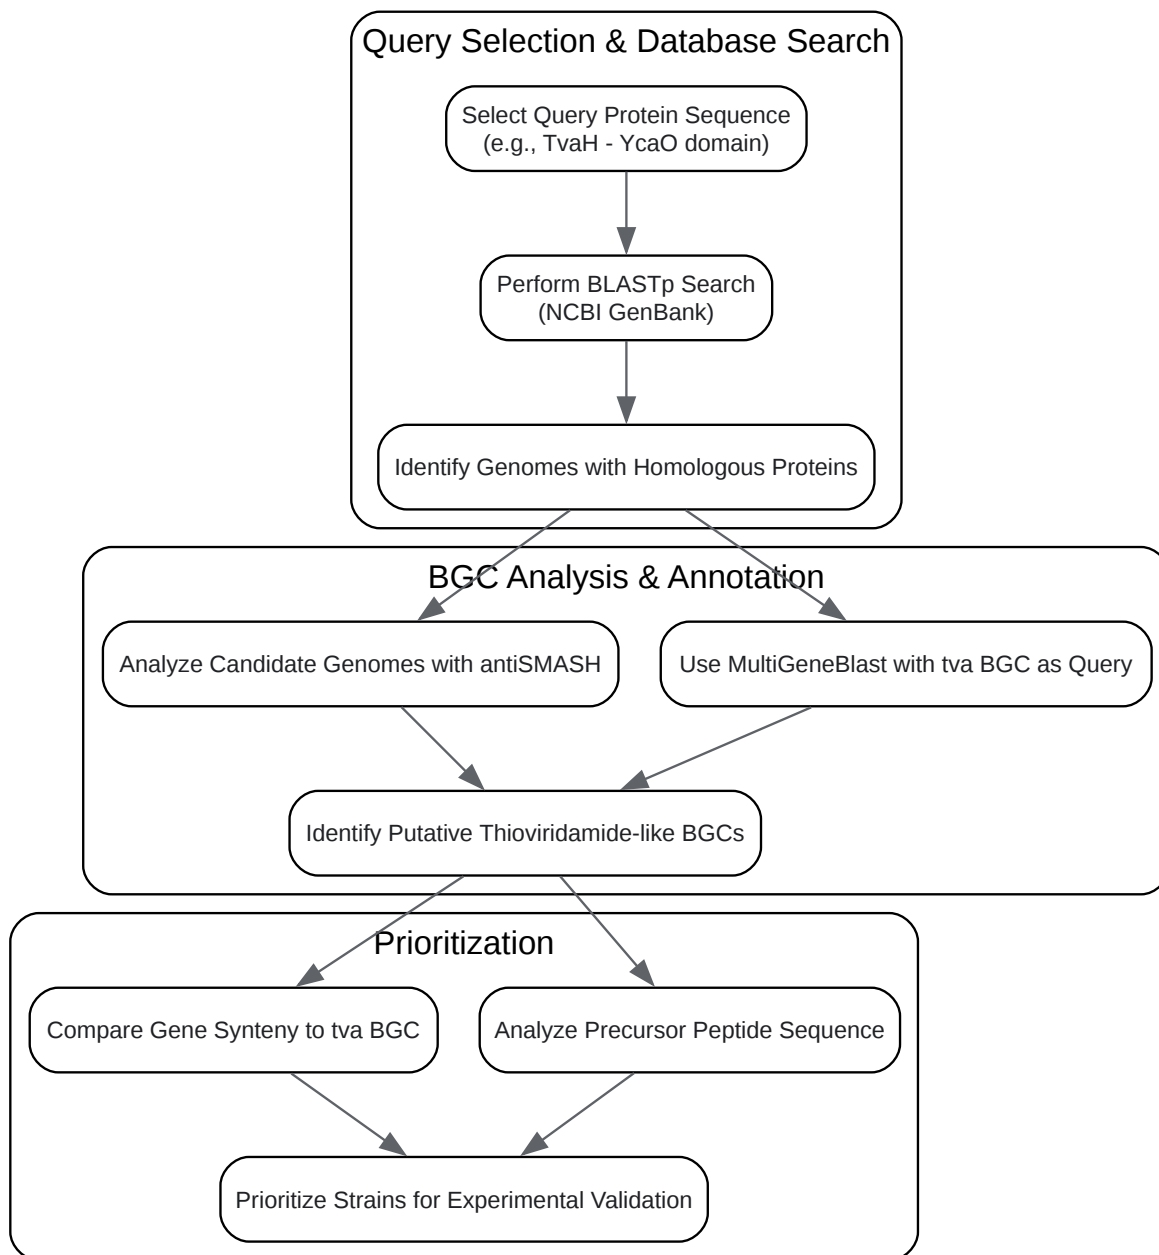 Query Selection & Database Search
Select Query Protein Sequence
(e.g., TvaH - YcaO domain)
Perform BLASTp Search
(NCBI GenBank)
Identify Genomes with Homologous Proteins
BGC Analysis & Annotation
Analyze Candidate Genomes with antiSMASH
Use MultiGeneBlast with tva BGC as Query
Identify Putative Thioviridamide-like BGCs
Prioritization
Compare Gene Synteny to tva BGC
Analyze Precursor Peptide Sequence
Prioritize Strains for Experimental Validation